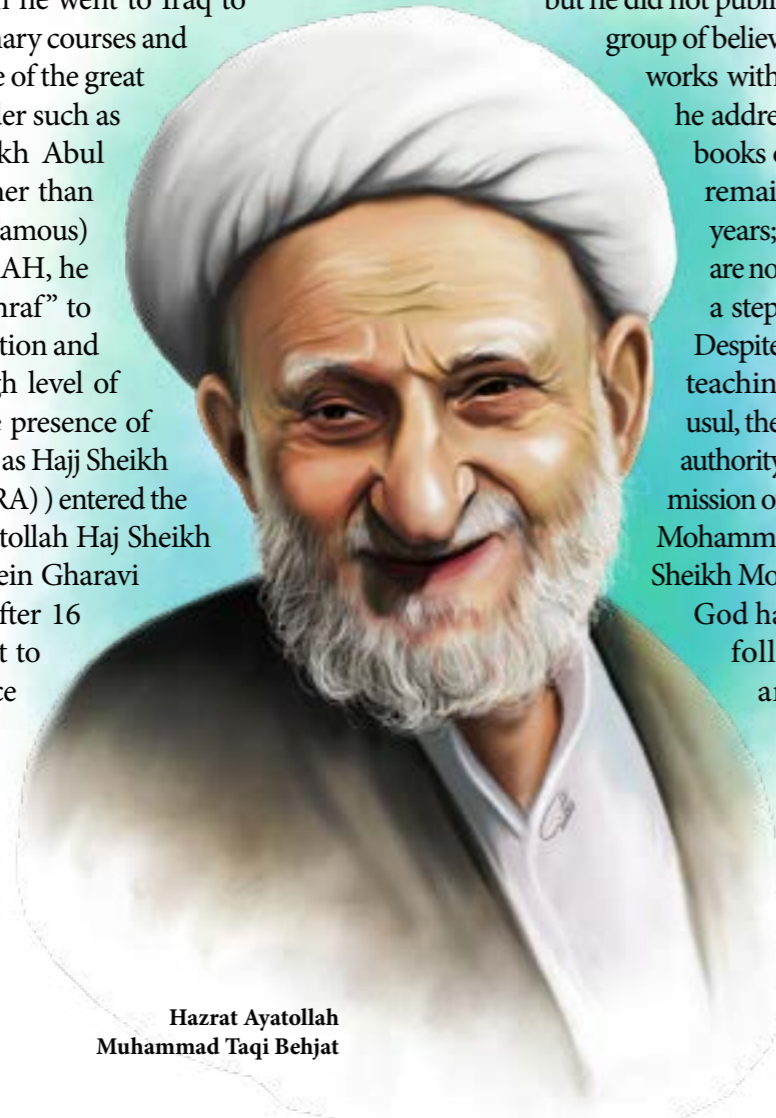 he went to Iraq to
nary courses and
e of the great
ler such as
kh Abul
her than
amous)
AH, he
hraf” to
tion and
gh level of
e presence of
as Hajj Sheikh
RA) ) entered the
atollah Haj Sheikh
ein Gharavi
fter 16
t to
ce
but he did not publi
group of believ
works with
he addre
books
remai
years;
are no
a step
Despite
teachin
usul, the
authority
mission o
Mohamm
Sheikh Mo
God ha
foll
ar
Hazrat Ayatollah
Muhammad Taqi Behjat